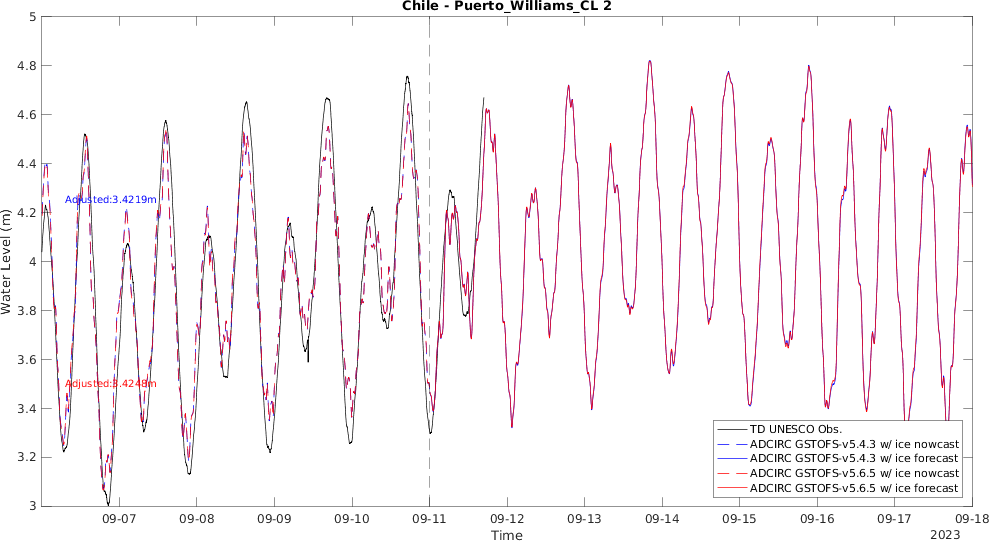 Chile - Puerto_Williams_CL 2
5
4.8
4.6
4.4
4.2
4
3.8
3.6
3.4
3.2
3
Water Level (m)
Adjusted:3.4219m
Adjusted:3.4248m
TD UNESCO Obs.
ADCIRC GSTOFS-v5.4.3 w/ ice nowcast
ADCIRC GSTOFS-v5.4.3 w/ ice forecast
ADCIRC GSTOFS-v5.6.5 w/ ice nowcast
ADCIRC GSTOFS-v5.6.5 w/ ice forecast
09-07 09-08 09-09 09-10 09-11 09-12 09-13 09-14 09-15 09-16 09-17 09-18
Time
2023